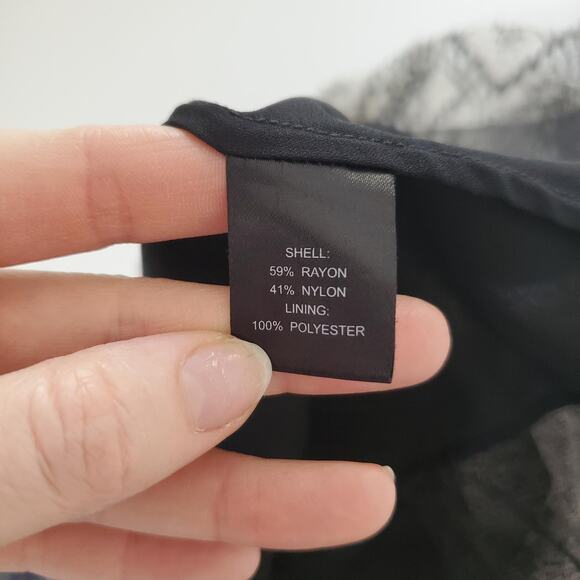 SHELL:
59% RAYON
41% NYLON
LINING:
100% POLYESTER